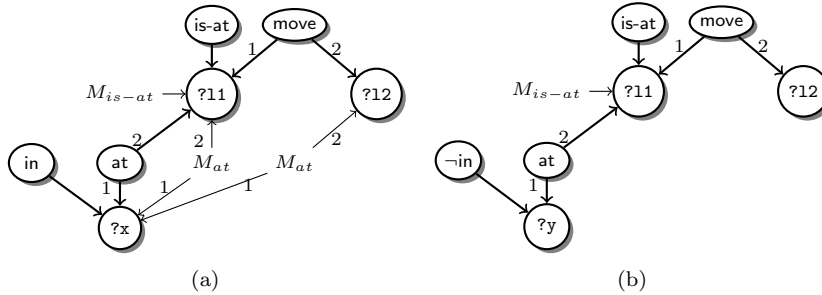 is-at
move
1
2
M_{is-at}
?l1
?l2
2
2
2
in
at
M_{at}
M_{at}
1
1
1
?x
(a)
is-at
move
1
2
M_{is-at}
?l1
?l2
2
¬in
at
1
?y
(b)